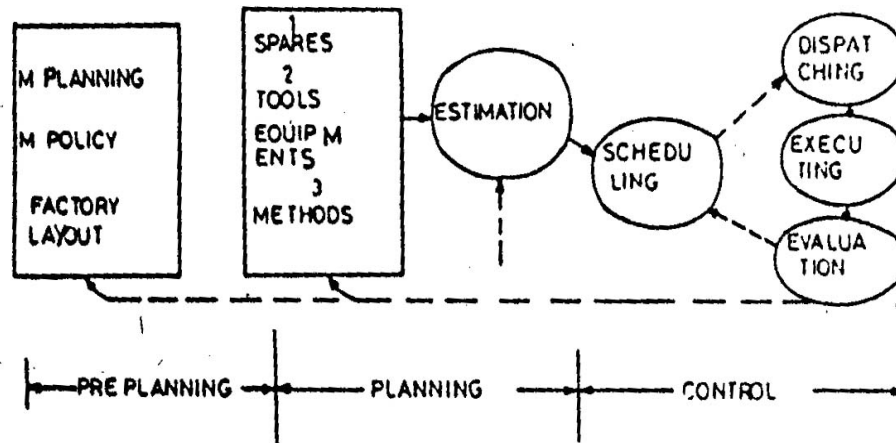 M PLANNING
M POLICY
FACTORY
LAYOUT
1
SPARES
2
TOOLS
EQUIP M
ENTS
3
METHODS
ESTIMATION
SCHEDU
LING
DISPAT
CHING
EXECU
TING
EVALUA
TION
PRE PLANNING
PLANNING
CONTROL